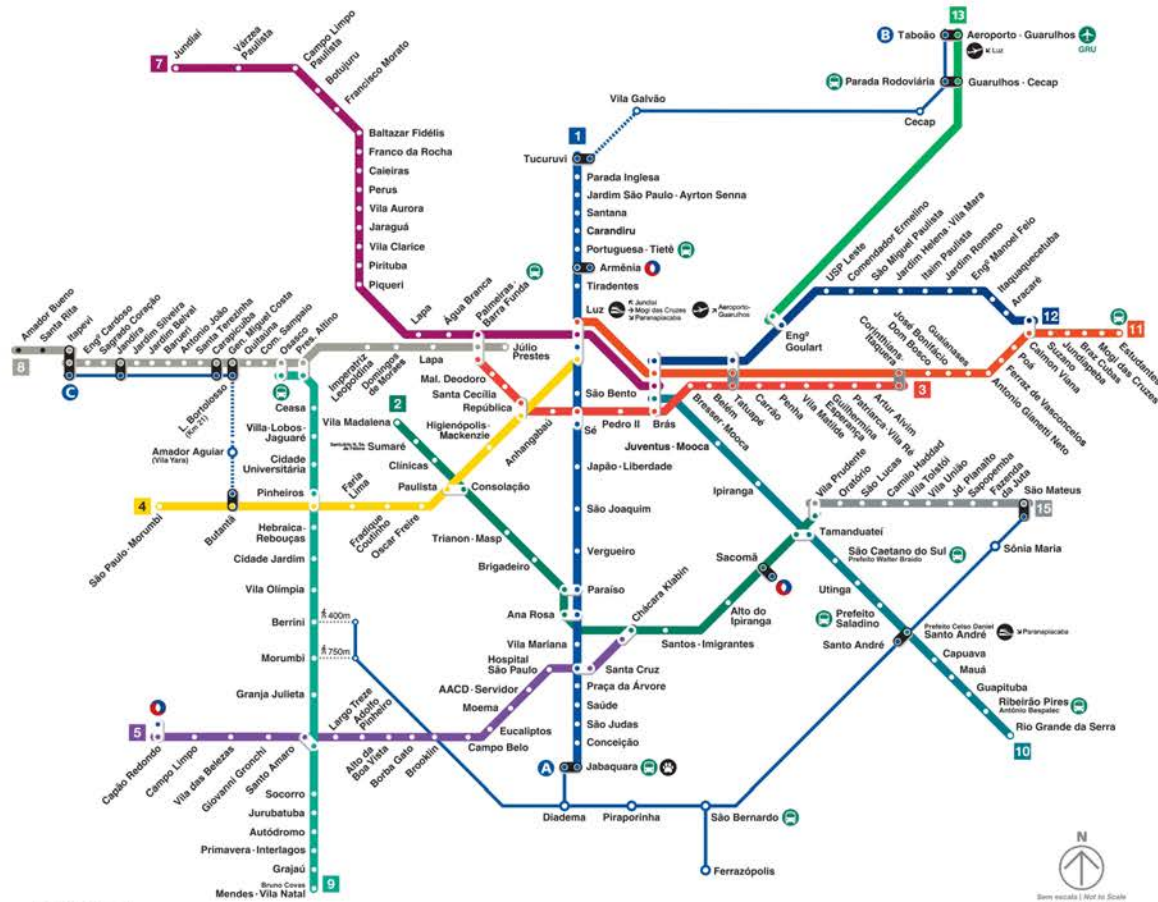 7
Jundiaí
Várzea
Paulista
Campo Limpo
Paulista
Botujuru
Francisco Morato
Baltazar Fidélis
Franco da Rocha
Caieiras
Perus
Vila Aurora
Jaraguá
Vila Clarice
Pirituba
Piqueri
Lapa
Água Branca
Palmeiras -
Barra Funda
13
B
Taboão
Aeroporto - Guarulhos
GRU
Luz
Parada Rodoviária
Guarulhos - Cecap
Vila Galvão
Cecap
1
Tucuruvi
Parada Inglesa
Jardim São Paulo - Ayrton Senna
Santana
Carandiru
Portuguesa - Tietê
Armênia
Tiradentes
Luz
Jundiaí
Mogi das Cruzes
Paranapiacaba
Aeroporto-
Guarulhos
Engº
Goulart
USP Leste
Comendador Ermelino
São Miguel Paulista
Jardim Helena - Vila Mara
Itaim Paulista
Jardim Romano
Engº Manoel Feio
Itaquaquecetuba
Aracaré
12
11
Calmon Viana
Suzano
Jundiapeba
Braz Cubas
Mogi das Cruzes
Estudantes
Poá
Ferraz de Vasconcelos
Antonio Gianetti Neto
Guaianases
José Bonifácio
Dom Bosco
Corinthians-
Itaquera
3
Artur Alvim
Patriarca - Vila Ré
Guilhermina
Esperança
Vila Matilde
Penha
Carrão
Tatuapé
Belém
Bresser - Mooca
Brás
Pedro II
Sé
Anhangabaú
República
Santa Cecília
Mal. Deodoro
8
Amador Bueno
Santa Rita
Itapevi
Engº Cardoso
Sagrado Coração
Jandira
Jardim Silveira
Jardim Belval
Antonio João
Santa Terezinha
Carapicuíba
Gen. Miguel Costa
Quitaúna
Com. Sampaio
Osasco
Pres. Altino
Imperatriz
Leopoldina
Domingos
de Moraes
Lapa
Júlio
Prestes
C
L. Bortolosso
(Km 21)
Amador Aguiar
(Vila Yara)
Ceasa
Villa-Lobos-
Jaguaré
Cidade
Universitária
Pinheiros
Hebraica-
Rebouças
Cidade Jardim
Vila Olímpia
Berrini
400m
Morumbi
750m
Granja Julieta
4
São Paulo - Morumbi
Butantã
Faria
Lima
Fradique
Coutinho
Oscar Freire
Paulista
Higienópolis-
Mackenzie
2
Vila Madalena
Sumaré
Clínicas
Consolação
Trianon - Masp
Brigadeiro
Paraíso
Ana Rosa
Chácara Klabin
Santos - Imigrantes
Alto do
Ipiranga
Sacomã
Tamanduateí
Vila Prudente
São Bento
Japão - Liberdade
São Joaquim
Vergueiro
Vila Mariana
Santa Cruz
Praça da Árvore
Saúde
São Judas
Conceição
A
Jabaquara
Oratório
São Lucas
Camilo Haddad
Vila Tolstói
Vila União
Jd. Planalto
Sapopemba
Fazenda
da Juta
São Mateus
15
Juventus - Mooca
Ipiranga
São Caetano do Sul
Prefeito Walter Braido
Utinga
Prefeito
Saladino
Prefeito Celso Daniel
Santo André
Paranapiacaba
Santo André
Sônia Maria
Capuava
Mauá
Guapituba
Ribeirão Pires
Antônio Bespalec
Rio Grande da Serra
10
5
Capão Redondo
Campo Limpo
Vila das Belezas
Giovanni Gronchi
Santo Amaro
Largo Treze
Adolfo
Pinheiro
Alto da
Boa Vista
Borba Gato
Brooklin
Campo Belo
Eucaliptos
Moema
AACD - Servidor
Hospital
São Paulo
Socorro
Jurubatuba
Autódromo
Primavera - Interlagos
Grajaú
Bruno Covas
Mendes - Vila Natal
9
Diadema
Piraporinha
São Bernardo
Ferrazópolis
N
Sem escala | Not to Scale